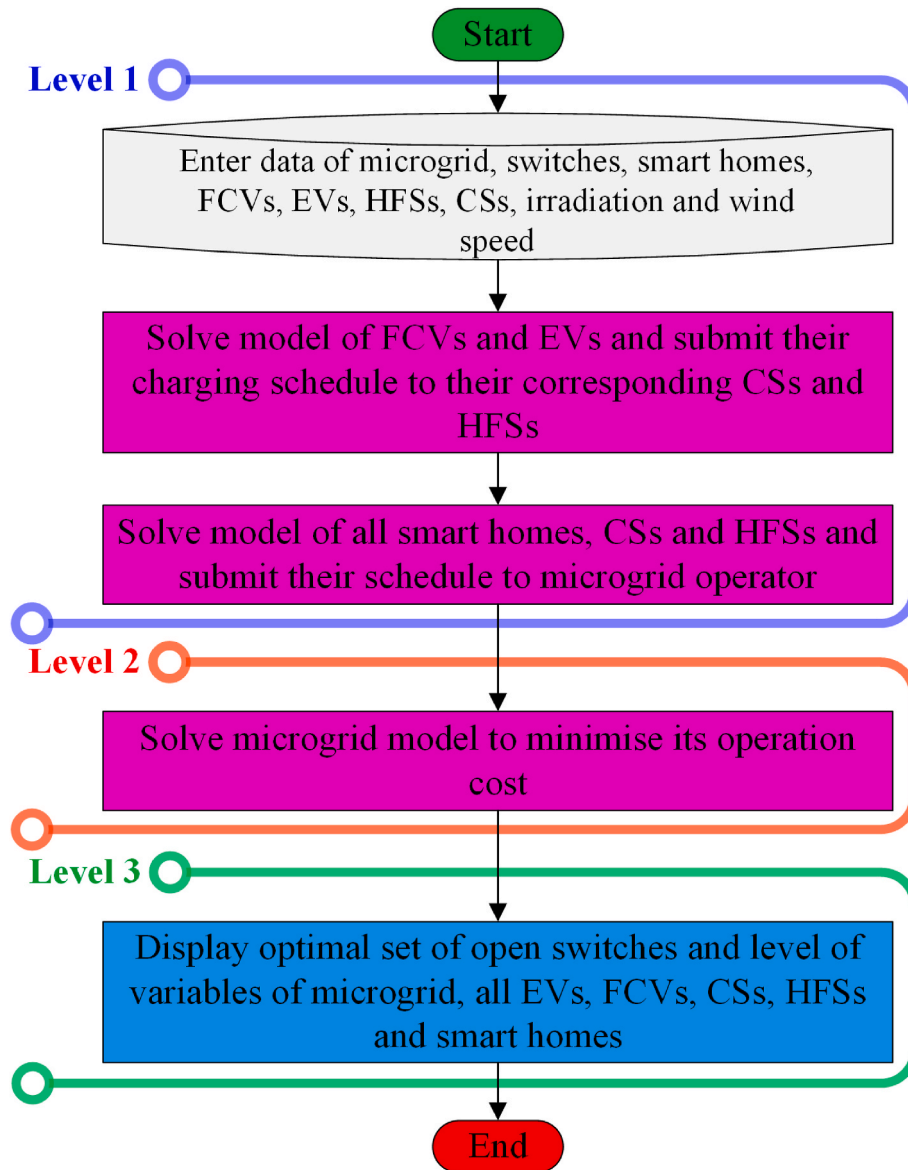 Start
Level 1
Enter data of microgrid, switches, smart homes,
FCVs, EVs, HFSs, CSs, irradiation and wind
speed
Solve model of FCVs and EVs and submit their
charging schedule to their corresponding CSs and
HFSs
Solve model of all smart homes, CSs and HFSs and
submit their schedule to microgrid operator
Level 2
Solve microgrid model to minimise its operation
cost
Level 3
Display optimal set of open switches and level of
variables of microgrid, all EVs, FCVs, CSs, HFSs
and smart homes
End